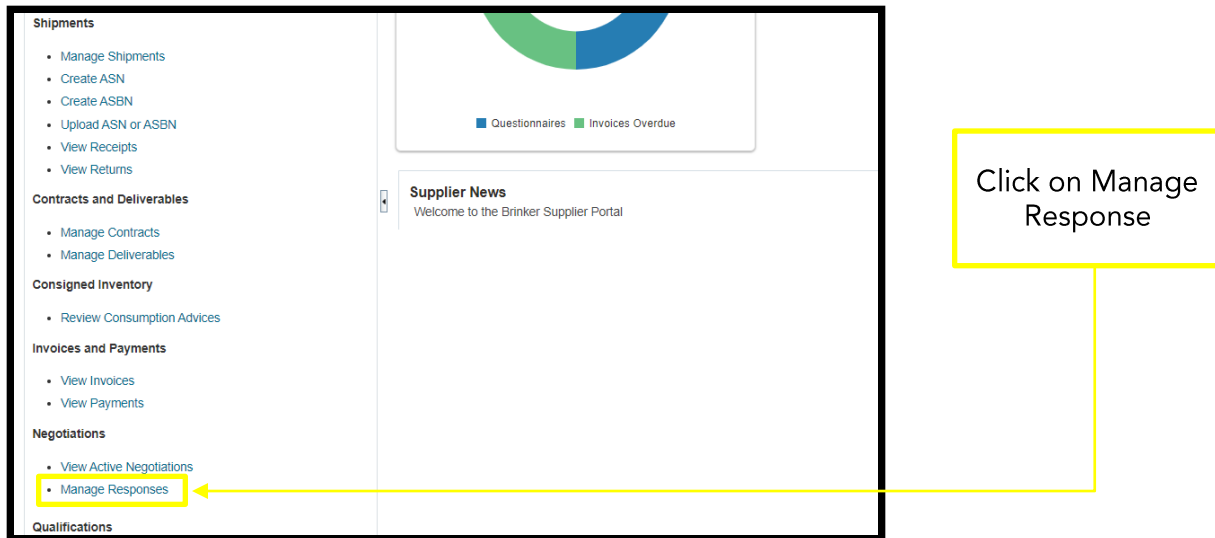 Shipments
Manage Shipments
Create ASN
Create ASBN
Upload ASN or ASBN
View Receipts
View Returns
Contracts and Deliverables
Manage Contracts
Manage Deliverables
Consigned Inventory
Review Consumption Advices
Invoices and Payments
View Invoices
View Payments
Negotiations
View Active Negotiations
Manage Responses
Qualifications
Questionnaires Invoices Overdue
Supplier News
Welcome to the Brinker Supplier Portal
Click on Manage
Response